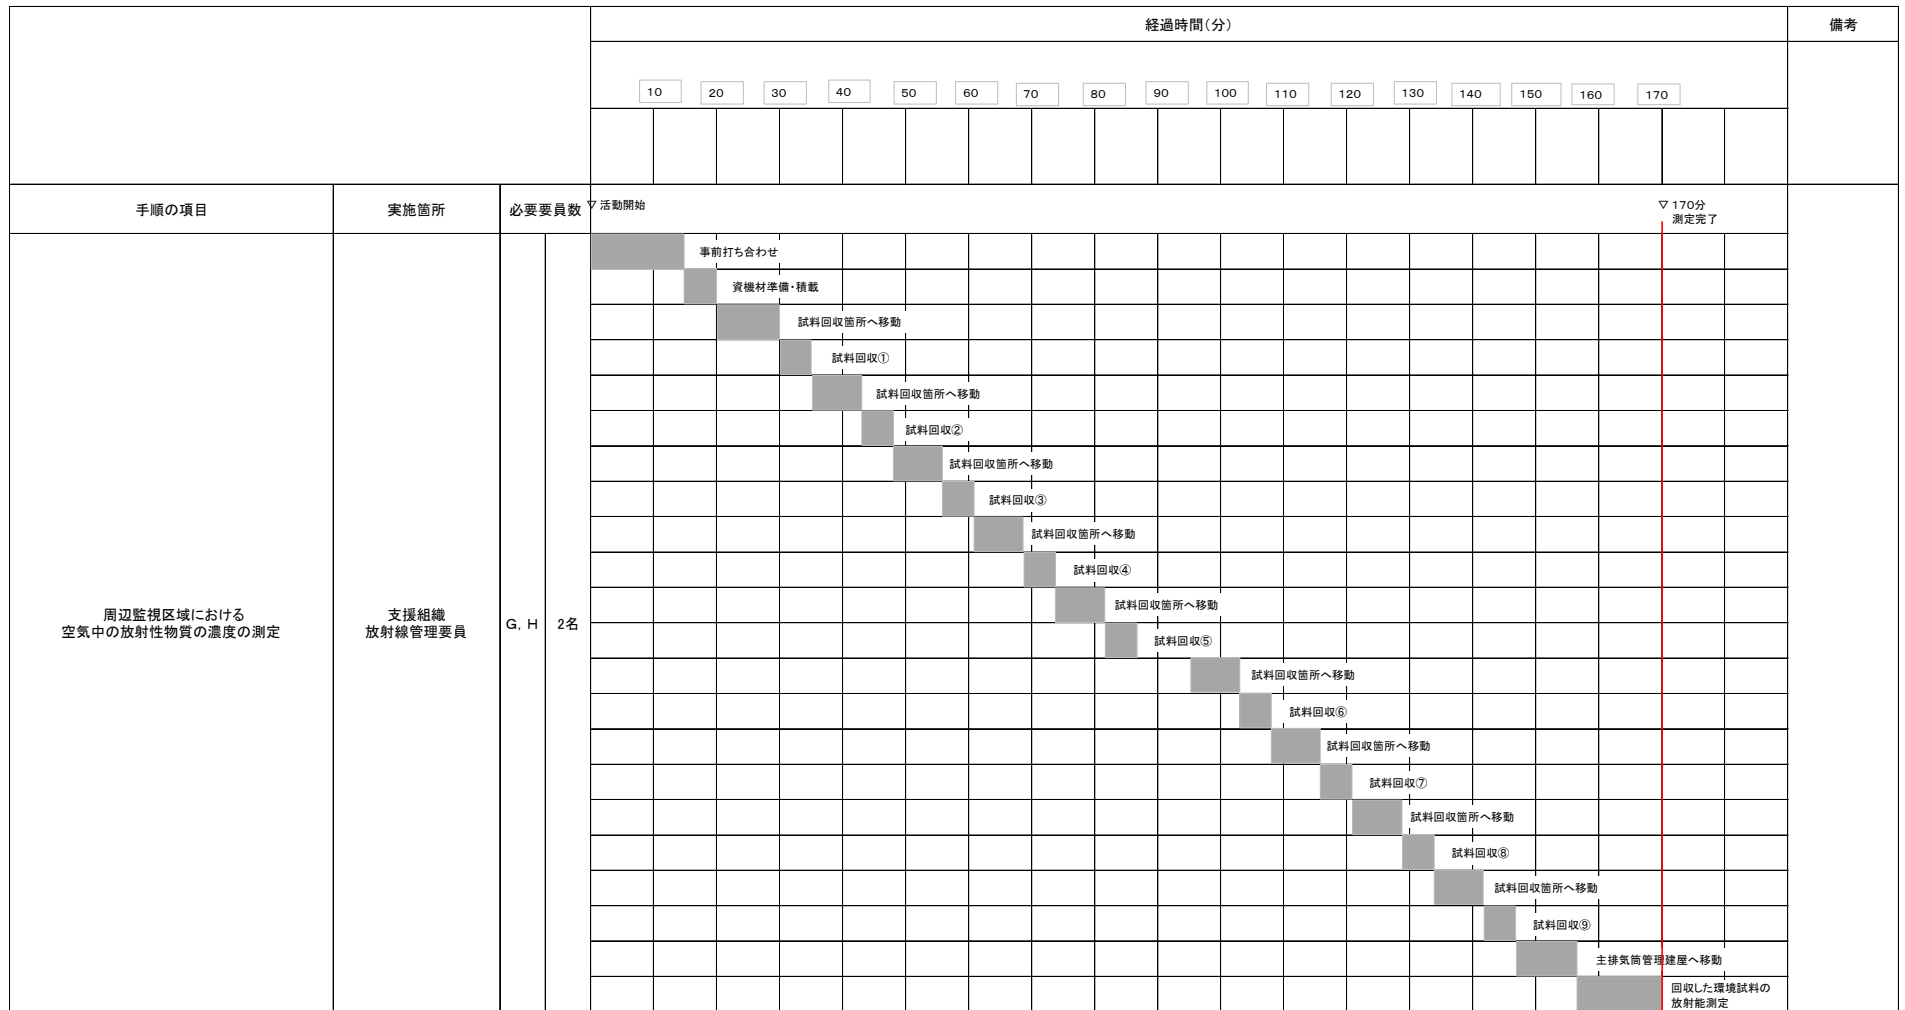 経過時間(分)
備考
10
20
30
40
50
60
70
80
90
100
110
120
130
140
150
160
170
手順の項目
実施箇所
必要要員数
▽ 活動開始
▽ 170分
測定完了
事前打ち合わせ
資機材準備・積載
試料回収箇所へ移動
試料回収①
試料回収箇所へ移動
試料回収②
試料回収箇所へ移動
試料回収③
試料回収箇所へ移動
試料回収④
試料回収箇所へ移動
試料回収⑤
周辺監視区域における
空気中の放射性物質の濃度の測定
支援組織
放射線管理要員
G, H
2名
試料回収箇所へ移動
試料回収⑥
試料回収箇所へ移動
試料回収⑦
試料回収箇所へ移動
試料回収⑧
試料回収箇所へ移動
試料回収⑨
主排気筒管理建屋へ移動
回収した環境試料の
放射能測定